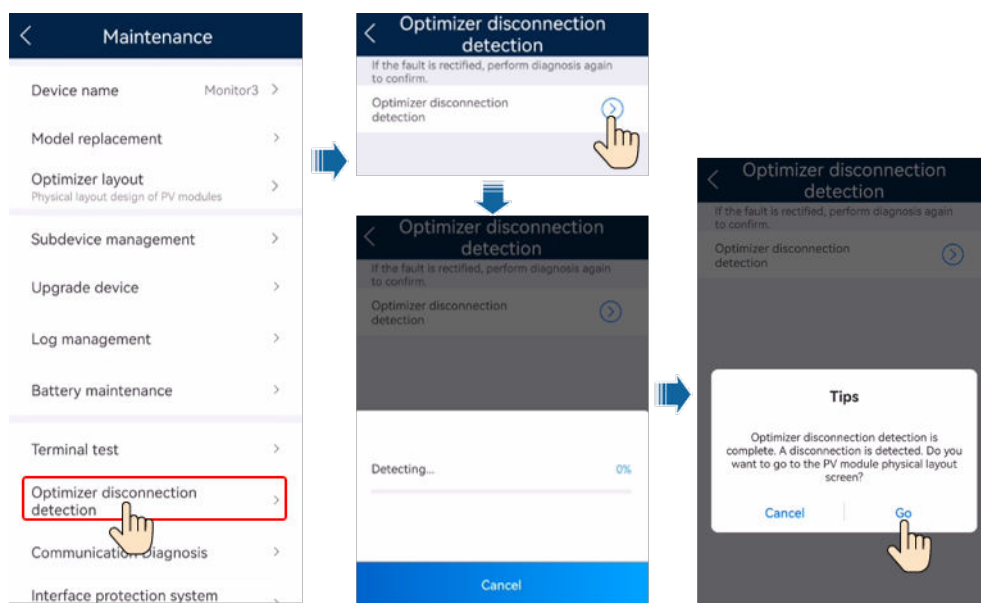 Maintenance
Device name
Monitor3
Model replacement
Optimizer layout
Physical layout design of PV modules
Subdevice management
Upgrade device
Log management
Battery maintenance
Terminal test
Optimizer disconnection
detection
Communication Diagnosis
Interface protection system
Optimizer disconnection
detection
If the fault is rectified, perform diagnosis again
to confirm.
Optimizer disconnection
detection
Optimizer disconnection
detection
If the fault is rectified, perform diagnosis again
to confirm.
Optimizer disconnection
detection
Detecting...
0%
Cancel
Optimizer disconnection
detection
If the fault is rectified, perform diagnosis again
to confirm.
Optimizer disconnection
detection
Tips
Optimizer disconnection detection is
complete. A disconnection is detected. Do you
want to go to the PV module physical layout
screen?
Cancel
Go